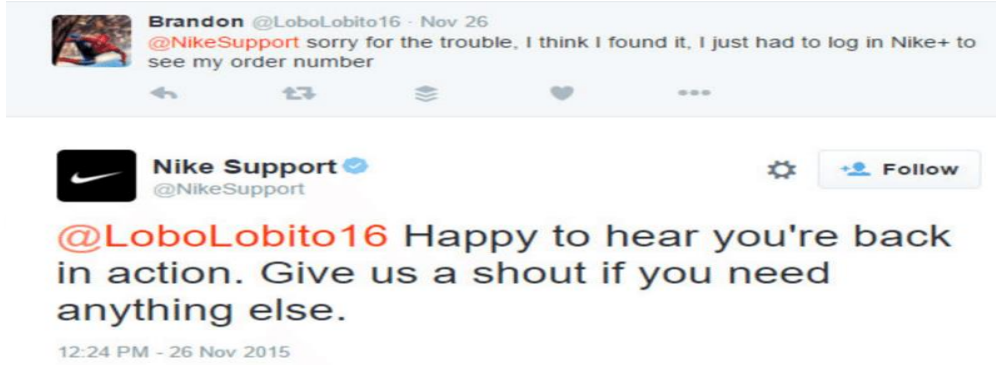 Brandon @LoboLobito16 · Nov 26
@NikeSupport sorry for the trouble, I think I found it, I just had to log in Nike+ to
see my order number
Nike Support
@NikeSupport
Follow
@LoboLobito16 Happy to hear you're back
in action. Give us a shout if you need
anything else.
12:24 PM - 26 Nov 2015